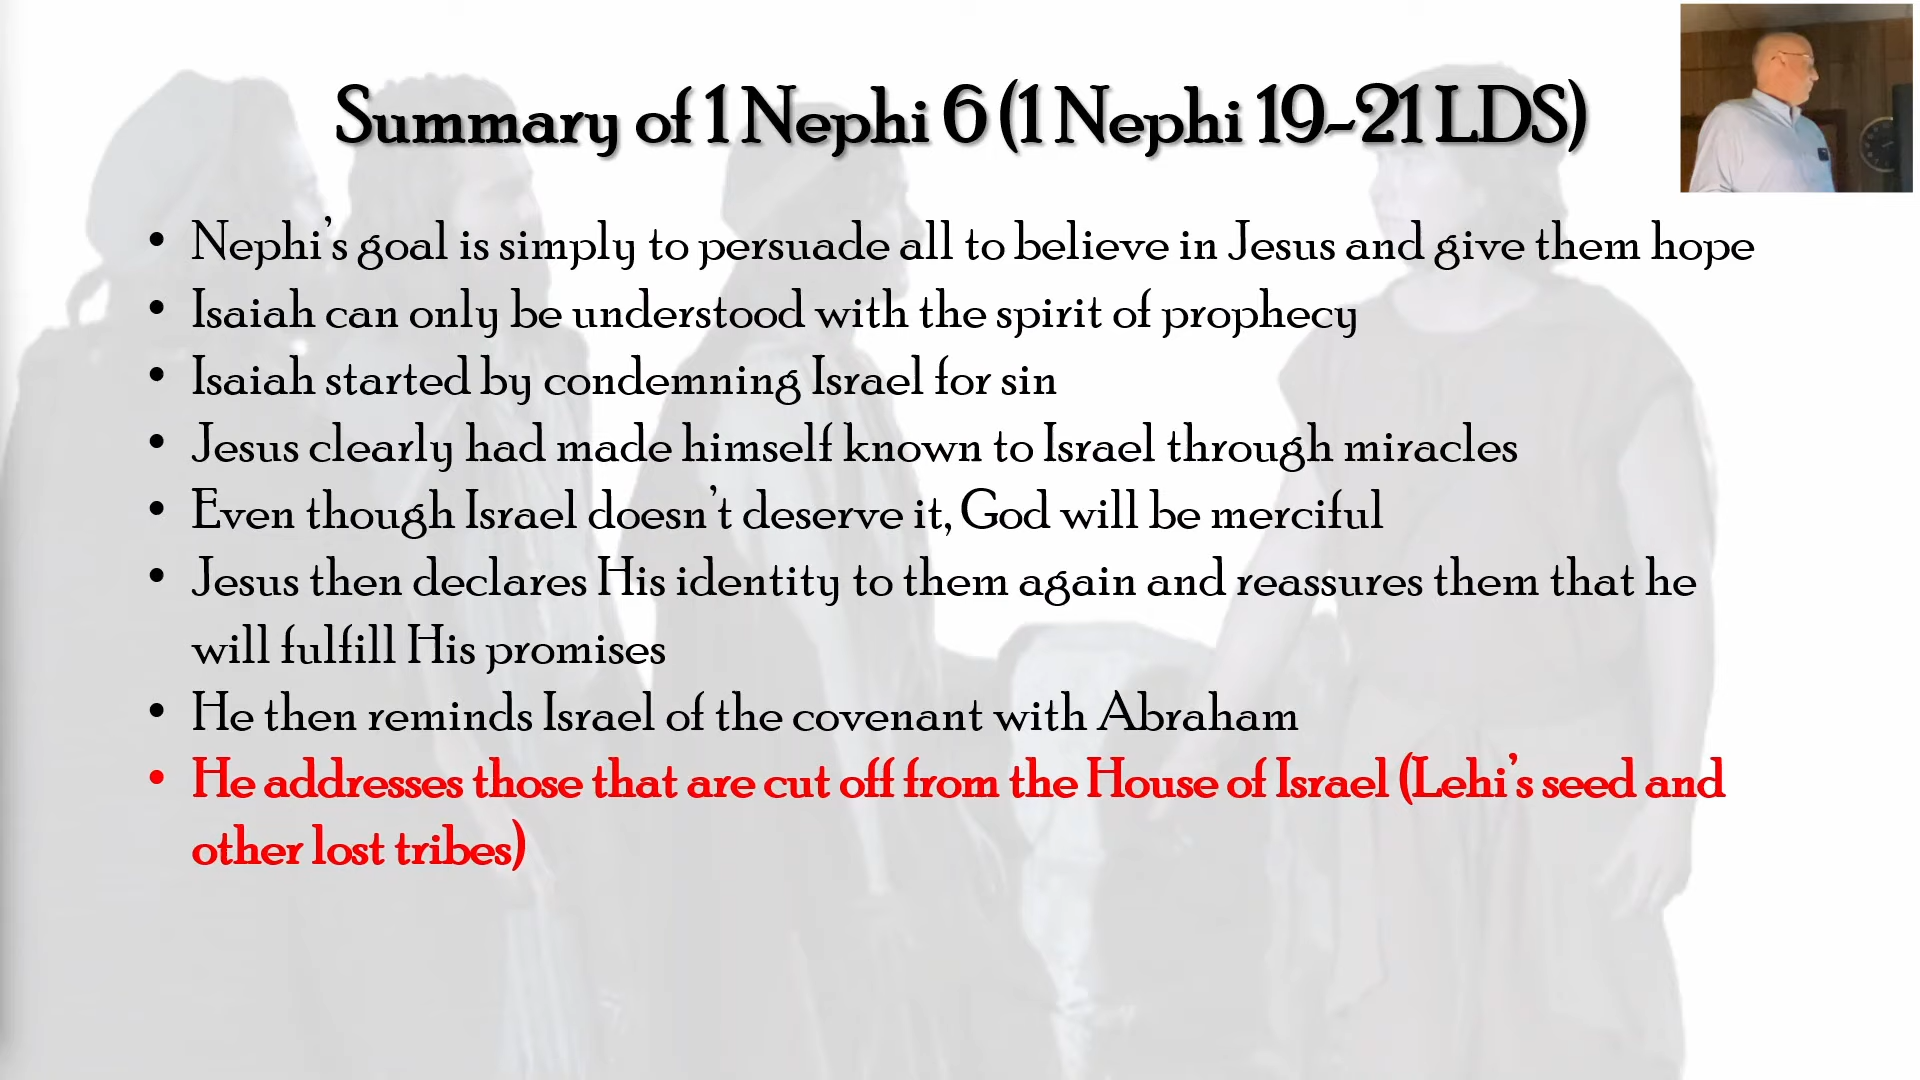 Summary of 1 Nephi 6 (1 Nephi 19-21 LDS)
• Nephi's goal is simply to persuade all to believe in Jesus and give them hope
• Isaiah can only be understood with the spirit of prophecy
• Isaiah started by condemning Israel for sin
• Jesus clearly had made himself known to Israel through miracles
• Even though Israel doesn't deserve it, God will be merciful
• Jesus then declares His identity to them again and reassures them that he
will fulfill His promises
• He then reminds Israel of the covenant with Abraham
• He addresses those that are cut off from the House of Israel (Lehi's seed and
other lost tribes)